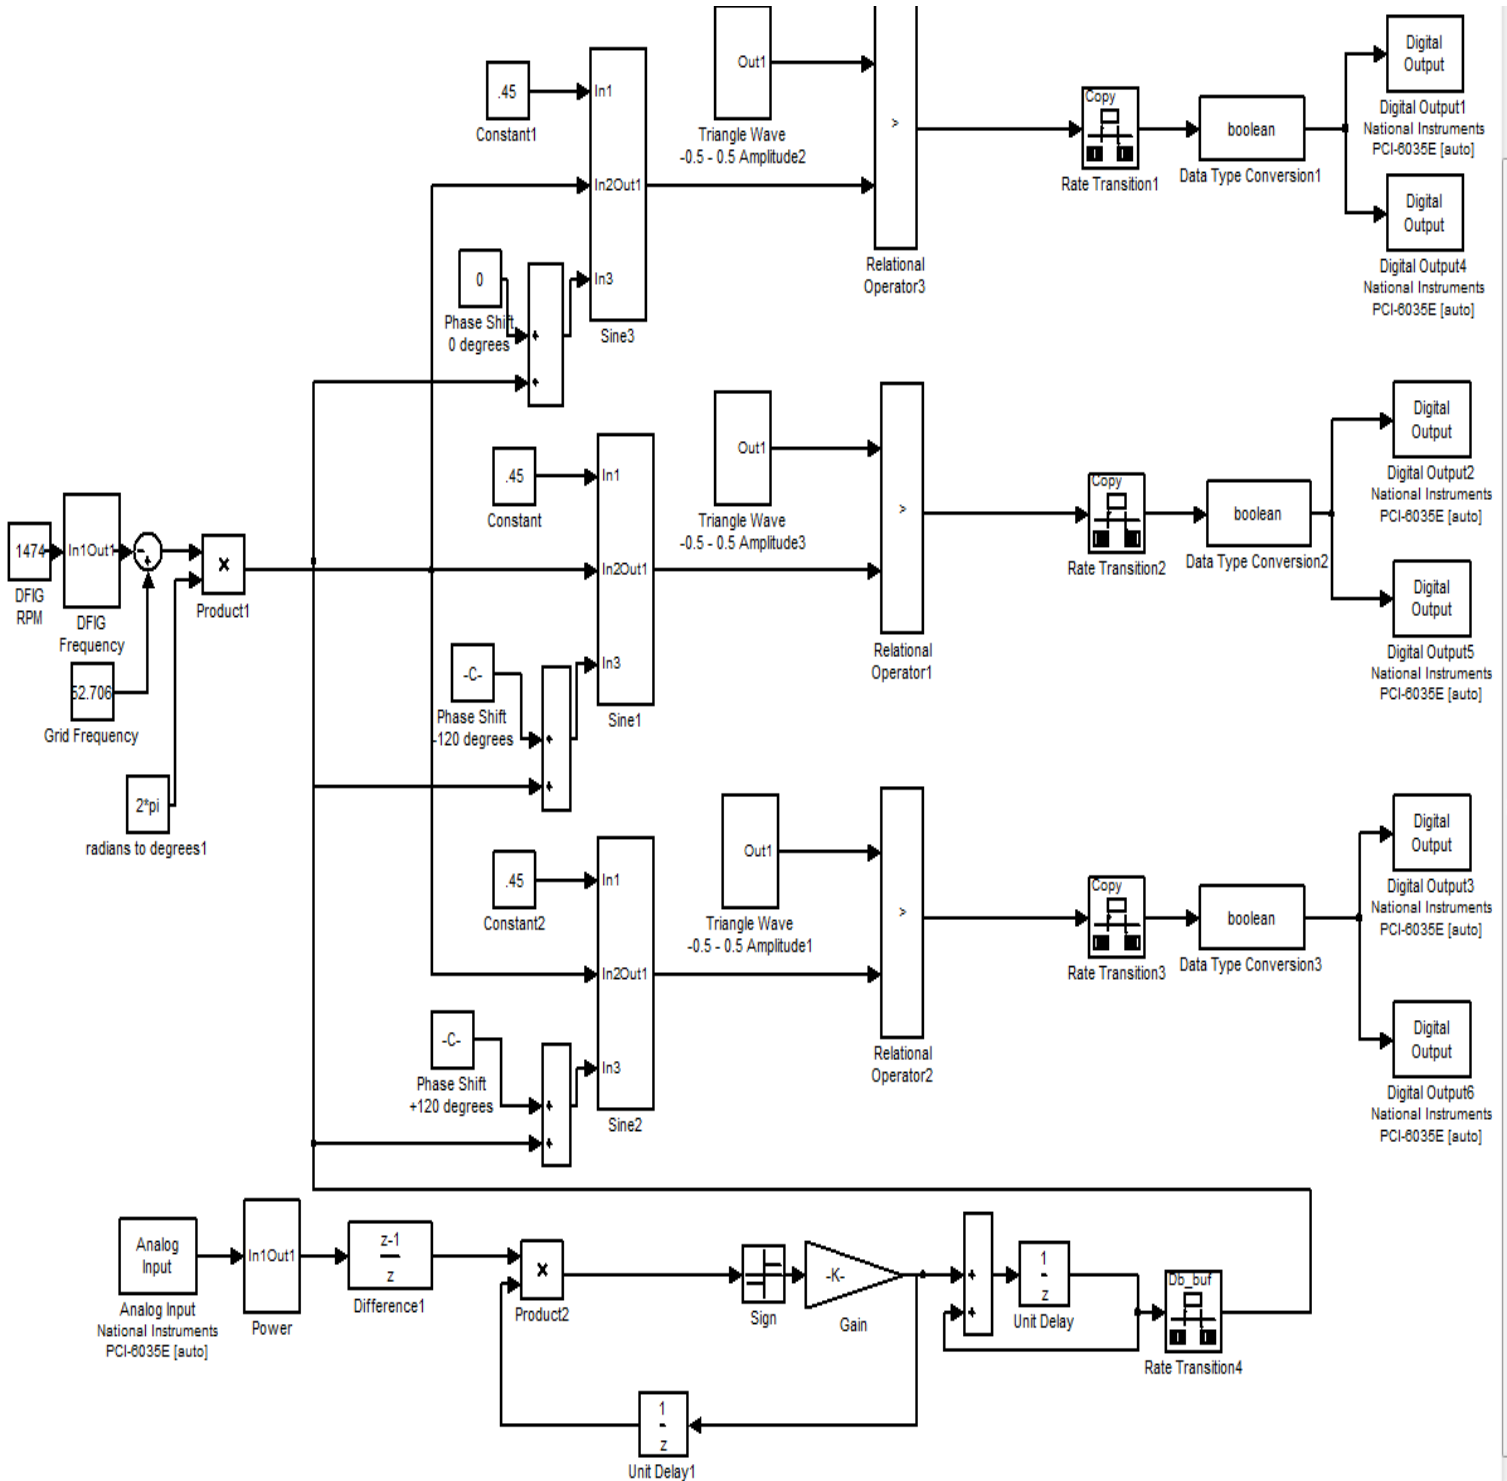 .45
Constant1
In1
In2Out1
In3
Sine3
0
Phase Shift
0 degrees
Out1
Triangle Wave
-0.5 - 0.5 Amplitude2
>
Relational
Operator3
Copy
Rate Transition1
boolean
Data Type Conversion1
Digital
Output
Digital Output1
National Instruments
PCI-6035E [auto]
Digital
Output
Digital Output4
National Instruments
PCI-6035E [auto]
1474
DFIG
RPM
In1Out1
DFIG
Frequency
52.706
Grid Frequency
2*pi
radians to degrees1
×
Product1
.45
Constant
In1
In2Out1
In3
Sine1
-C-
Phase Shift
-120 degrees
Out1
Triangle Wave
-0.5 - 0.5 Amplitude3
>
Relational
Operator1
Copy
Rate Transition2
boolean
Data Type Conversion2
Digital
Output
Digital Output2
National Instruments
PCI-6035E [auto]
Digital
Output
Digital Output5
National Instruments
PCI-6035E [auto]
.45
Constant2
In1
In2Out1
In3
Sine2
-C-
Phase Shift
+120 degrees
Out1
Triangle Wave
-0.5 - 0.5 Amplitude1
>
Relational
Operator2
Copy
Rate Transition3
boolean
Data Type Conversion3
Digital
Output
Digital Output3
National Instruments
PCI-6035E [auto]
Digital
Output
Digital Output6
National Instruments
PCI-6035E [auto]
Analog
Input
Analog Input
National Instruments
PCI-6035E [auto]
In1Out1
Power
z-1
z
Difference1
×
Product2
Sign
-K-
Gain
1
z
Unit Delay
Db_buf
Rate Transition4
1
z
Unit Delay1